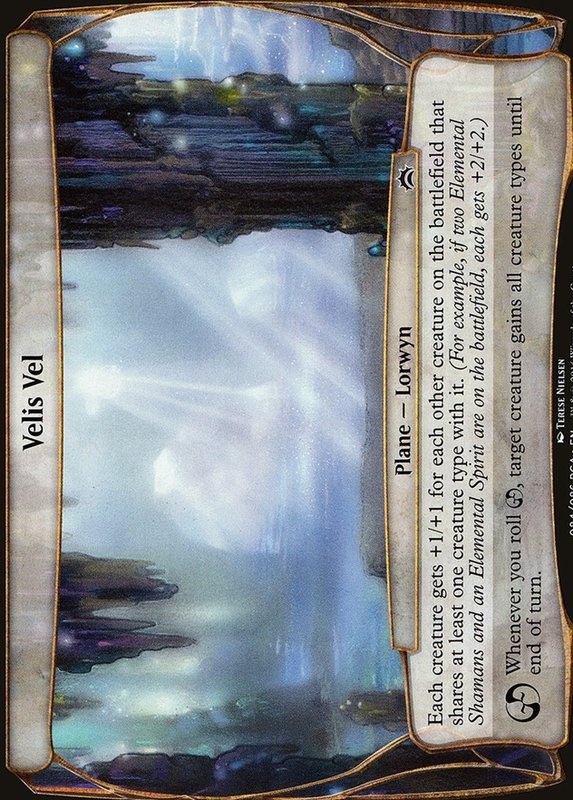 Velis Vel
Plane — Lorwyn
Each creature gets +1/+1 for each other creature on the battlefield that
shares at least one creature type with it. (For example, if two Elemental
Shamans and an Elemental Spirit are on the battlefield, each gets +2/+2.)
Whenever you roll , target creature gains all creature types until
end of turn.
Terese Nielsen